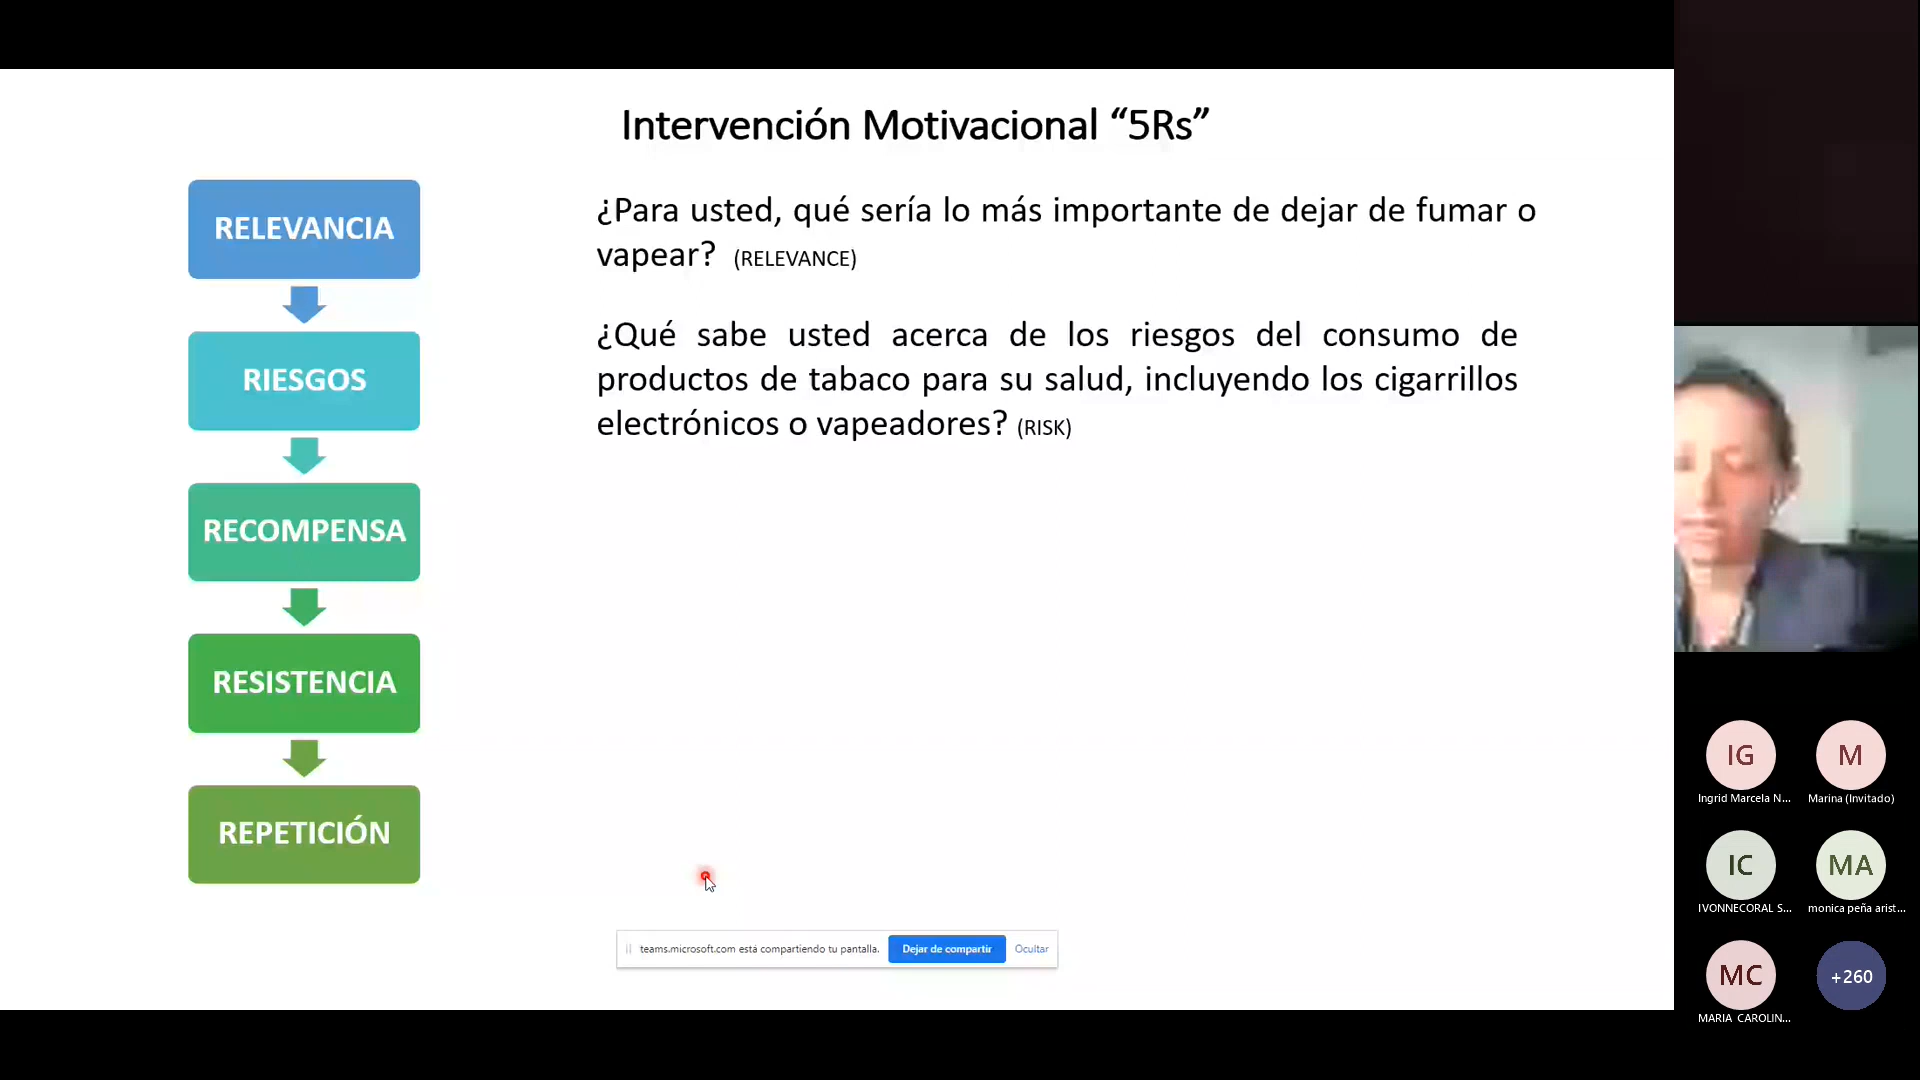 Intervención Motivacional “5Rs”
RELEVANCIA
RIESGOS
RECOMPENSA
RESISTENCIA
REPETICIÓN
¿Para usted, qué sería lo más importante de dejar de fumar o
vapear? (RELEVANCE)
¿Qué sabe usted acerca de los riesgos del consumo de
productos de tabaco para su salud, incluyendo los cigarrillos
electrónicos o vapeadores? (RISK)
teams.microsoft.com está compartiendo tu pantalla. Dejar de compartir Ocultar
IG M
Ingrid Marcela N... Marina (Invitado)
IC MA
IVONNECORAL S... monica peña arist...
MC +260
MARIA CAROLIN...